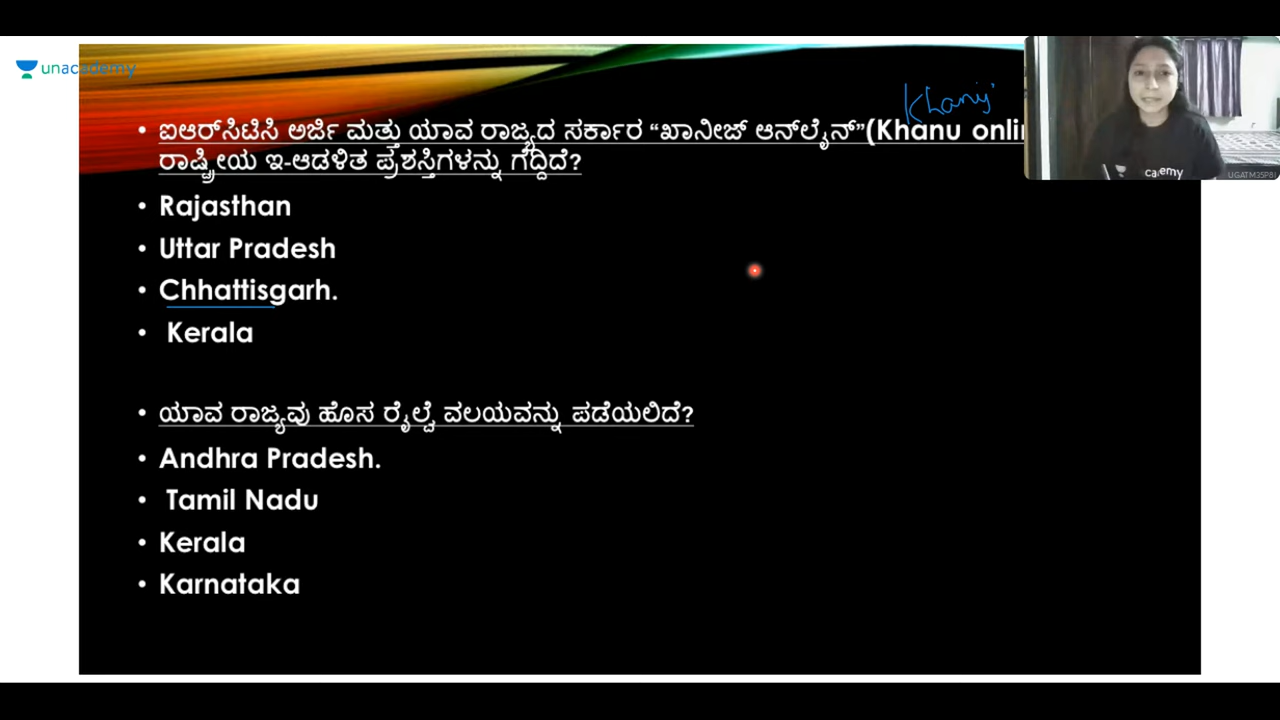 unacademy
Khanij
• ಐಆರ್‌ಸಿಟಿಸಿ ಅರ್ಜಿ ಮತ್ತು ಯಾವ ರಾಜ್ಯದ ಸರ್ಕಾರ “ಖಾನೀಜ್ ಆನ್‌ಲೈನ್”(Khanu onlin
ರಾಷ್ಟ್ರೀಯ ಇ-ಆಡಳಿತ ಪ್ರಶಸ್ತಿಗಳನ್ನು ಗೆದ್ದಿದೆ?
• Rajasthan
• Uttar Pradesh
• Chhattisgarh.
• Kerala
• ಯಾವ ರಾಜ್ಯವು ಹೊಸ ರೈಲ್ವೆ ವಲಯವನ್ನು ಪಡೆಯಲಿದೆ?
• Andhra Pradesh.
• Tamil Nadu
• Kerala
• Karnataka